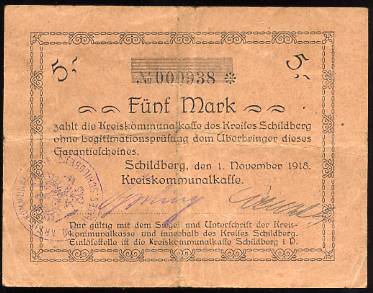 5.- 5.-
№ 000938 *
Fünf Mark
zahlt die Kreiskommunalkasse des Kreises Schildberg
ohne Legitimationsprüfung dem Überbringer dieses
Garantiescheines.
Schildberg, den 1. November 1918.
Kreiskommunalkasse.
Nur gültig mit dem Siegel und Unterschrift der Kreis-
kommunalkasse und innerhalb des Kreises Schildberg.
Einlösestelle ist die Kreiskommunalkasse Schildberg i. P.